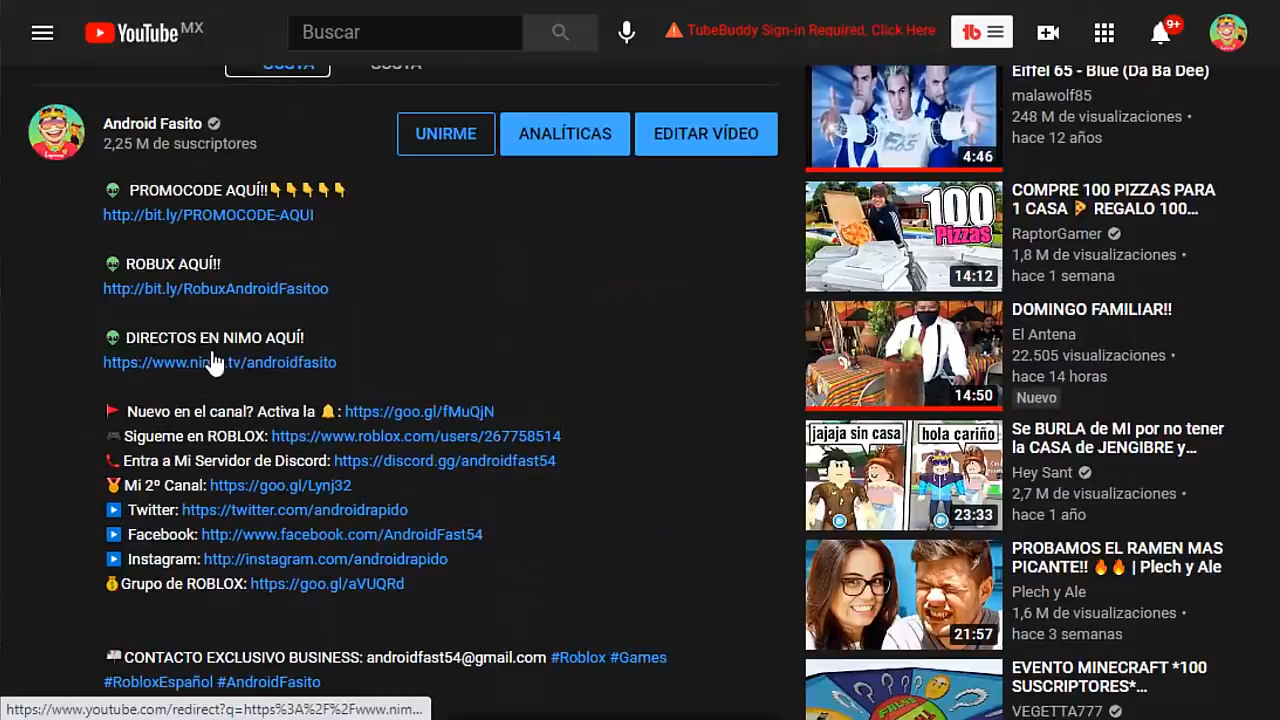 YouTube MX
Buscar
TubeBuddy Sign-in Required. Click Here
tb
9+
GUSTA
GUSTA
Android Fasito
2,25 M de suscriptores
UNIRME
ANALÍTICAS
EDITAR VÍDEO
👽 PROMOCODE AQUÍ!!👇👇👇👇👇
http://bit.ly/PROMOCODE-AQUI
👽 ROBUX AQUÍ!!
http://bit.ly/RobuxAndroidFasitoo
👽 DIRECTOS EN NIMO AQUÍ!
https://www.nimo.tv/androidfasito
🚩 Nuevo en el canal? Activa la 🔔: https://goo.gl/fMuQjN
🎮Sigueme en ROBLOX: https://www.roblox.com/users/267758514
📞Entra a Mi Servidor de Discord: https://discord.gg/androidfast54
🏅Mi 2º Canal: https://goo.gl/Lynj32
▶️ Twitter: https://twitter.com/androidrapido
▶️ Facebook: http://www.facebook.com/AndroidFast54
▶️ Instagram: http://instagram.com/androidrapido
💰Grupo de ROBLOX: https://goo.gl/aVUQRd
📖CONTACTO EXCLUSIVO BUSINESS: androidfast54@gmail.com #Roblox #Games
#RobloxEspañol #AndroidFasito
https://www.youtube.com/redirect?q=https%3A%2F%2Fwww.nim...
Eiffel 65 - Blue (Da Ba Dee)
malawolf85
248 M de visualizaciones •
hace 12 años
4:46
100
Pizzas
14:12
COMPRE 100 PIZZAS PARA
1 CASA 🍕 REGALO 100...
RaptorGamer
1,8 M de visualizaciones •
hace 1 semana
14:50
DOMINGO FAMILIAR!!
El Antena
22.505 visualizaciones •
hace 14 horas
Nuevo
jajaja sin casa
hola cariño
23:33
Se BURLA de MI por no tener
la CASA de JENGIBRE y...
Hey Sant
2,7 M de visualizaciones •
hace 1 año
21:57
PROBAMOS EL RAMEN MAS
PICANTE!! 🔥🔥 | Plech y Ale
Plech y Ale
1,6 M de visualizaciones •
hace 3 semanas
EVENTO MINECRAFT *100
SUSCRIPTORES*...
VEGETTA777